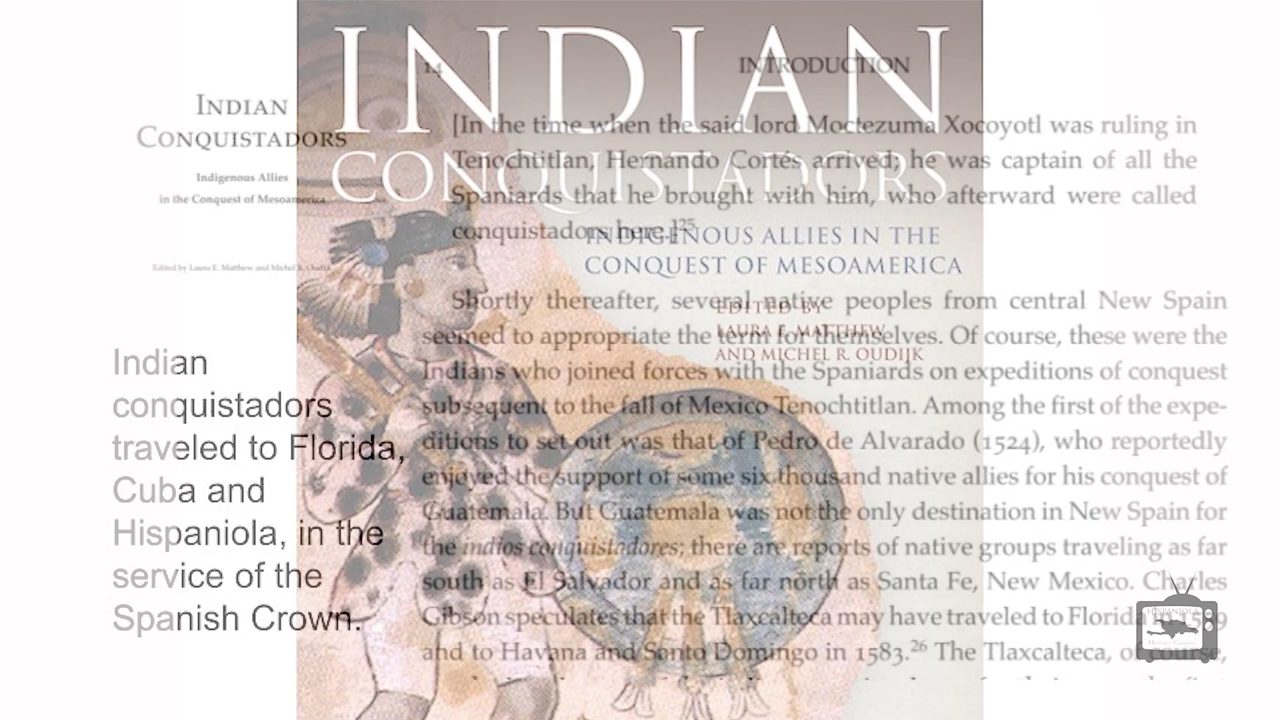 INDIAN
CONQUISTADORS
INDIGENOUS ALLIES IN THE
CONQUEST OF MESOAMERICA
EDITED BY
LAURA E. MATTHEW
AND MICHEL R. OUDIJK
INDIAN
CONQUISTADORS
Indigenous Allies
in the Conquest of Mesoamerica
Edited by Laura E. Matthew and Michel R. Oudijk
Indian
conquistadors
traveled to Florida,
Cuba and
Hispaniola, in the
service of the
Spanish Crown.
14 INTRODUCTION
[In the time when the said lord Moctezuma Xocoyotl was ruling in
Tenochtitlan, Hernando Cortés arrived; he was captain of all the
Spaniards that he brought with him, who afterward were called
conquistadors here.]25
Shortly thereafter, several native peoples from central New Spain
seemed to appropriate the term for themselves. Of course, these were the
Indians who joined forces with the Spaniards on expeditions of conquest
subsequent to the fall of Mexico Tenochtitlan. Among the first of the expe-
ditions to set out was that of Pedro de Alvarado (1524), who reportedly
enjoyed the support of some six thousand native allies for his conquest of
Guatemala. But Guatemala was not the only destination in New Spain for
the indios conquistadores; there are reports of native groups traveling as far
south as El Salvador and as far north as Santa Fe, New Mexico. Charles
Gibson speculates that the Tlaxcalteca may have traveled to Florida in
and to Havana and Santo Domingo in 1583.26 The Tlaxcalteca, of course,
HISPANIOLA